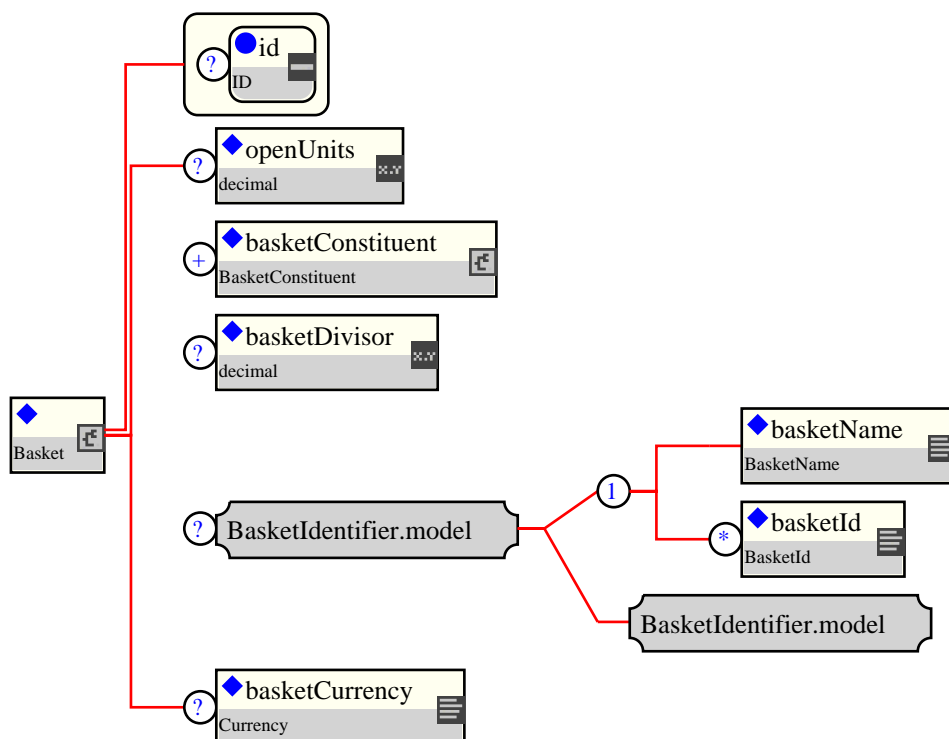 ?
id
ID
?
openUnits
x.Y
decimal
+
basketConstituent
BasketConstituent
?
basketDivisor
x.Y
decimal
Basket
?
BasketIdentifier.model
1
basketName
BasketName
*
basketId
BasketId
BasketIdentifier.model
?
basketCurrency
Currency